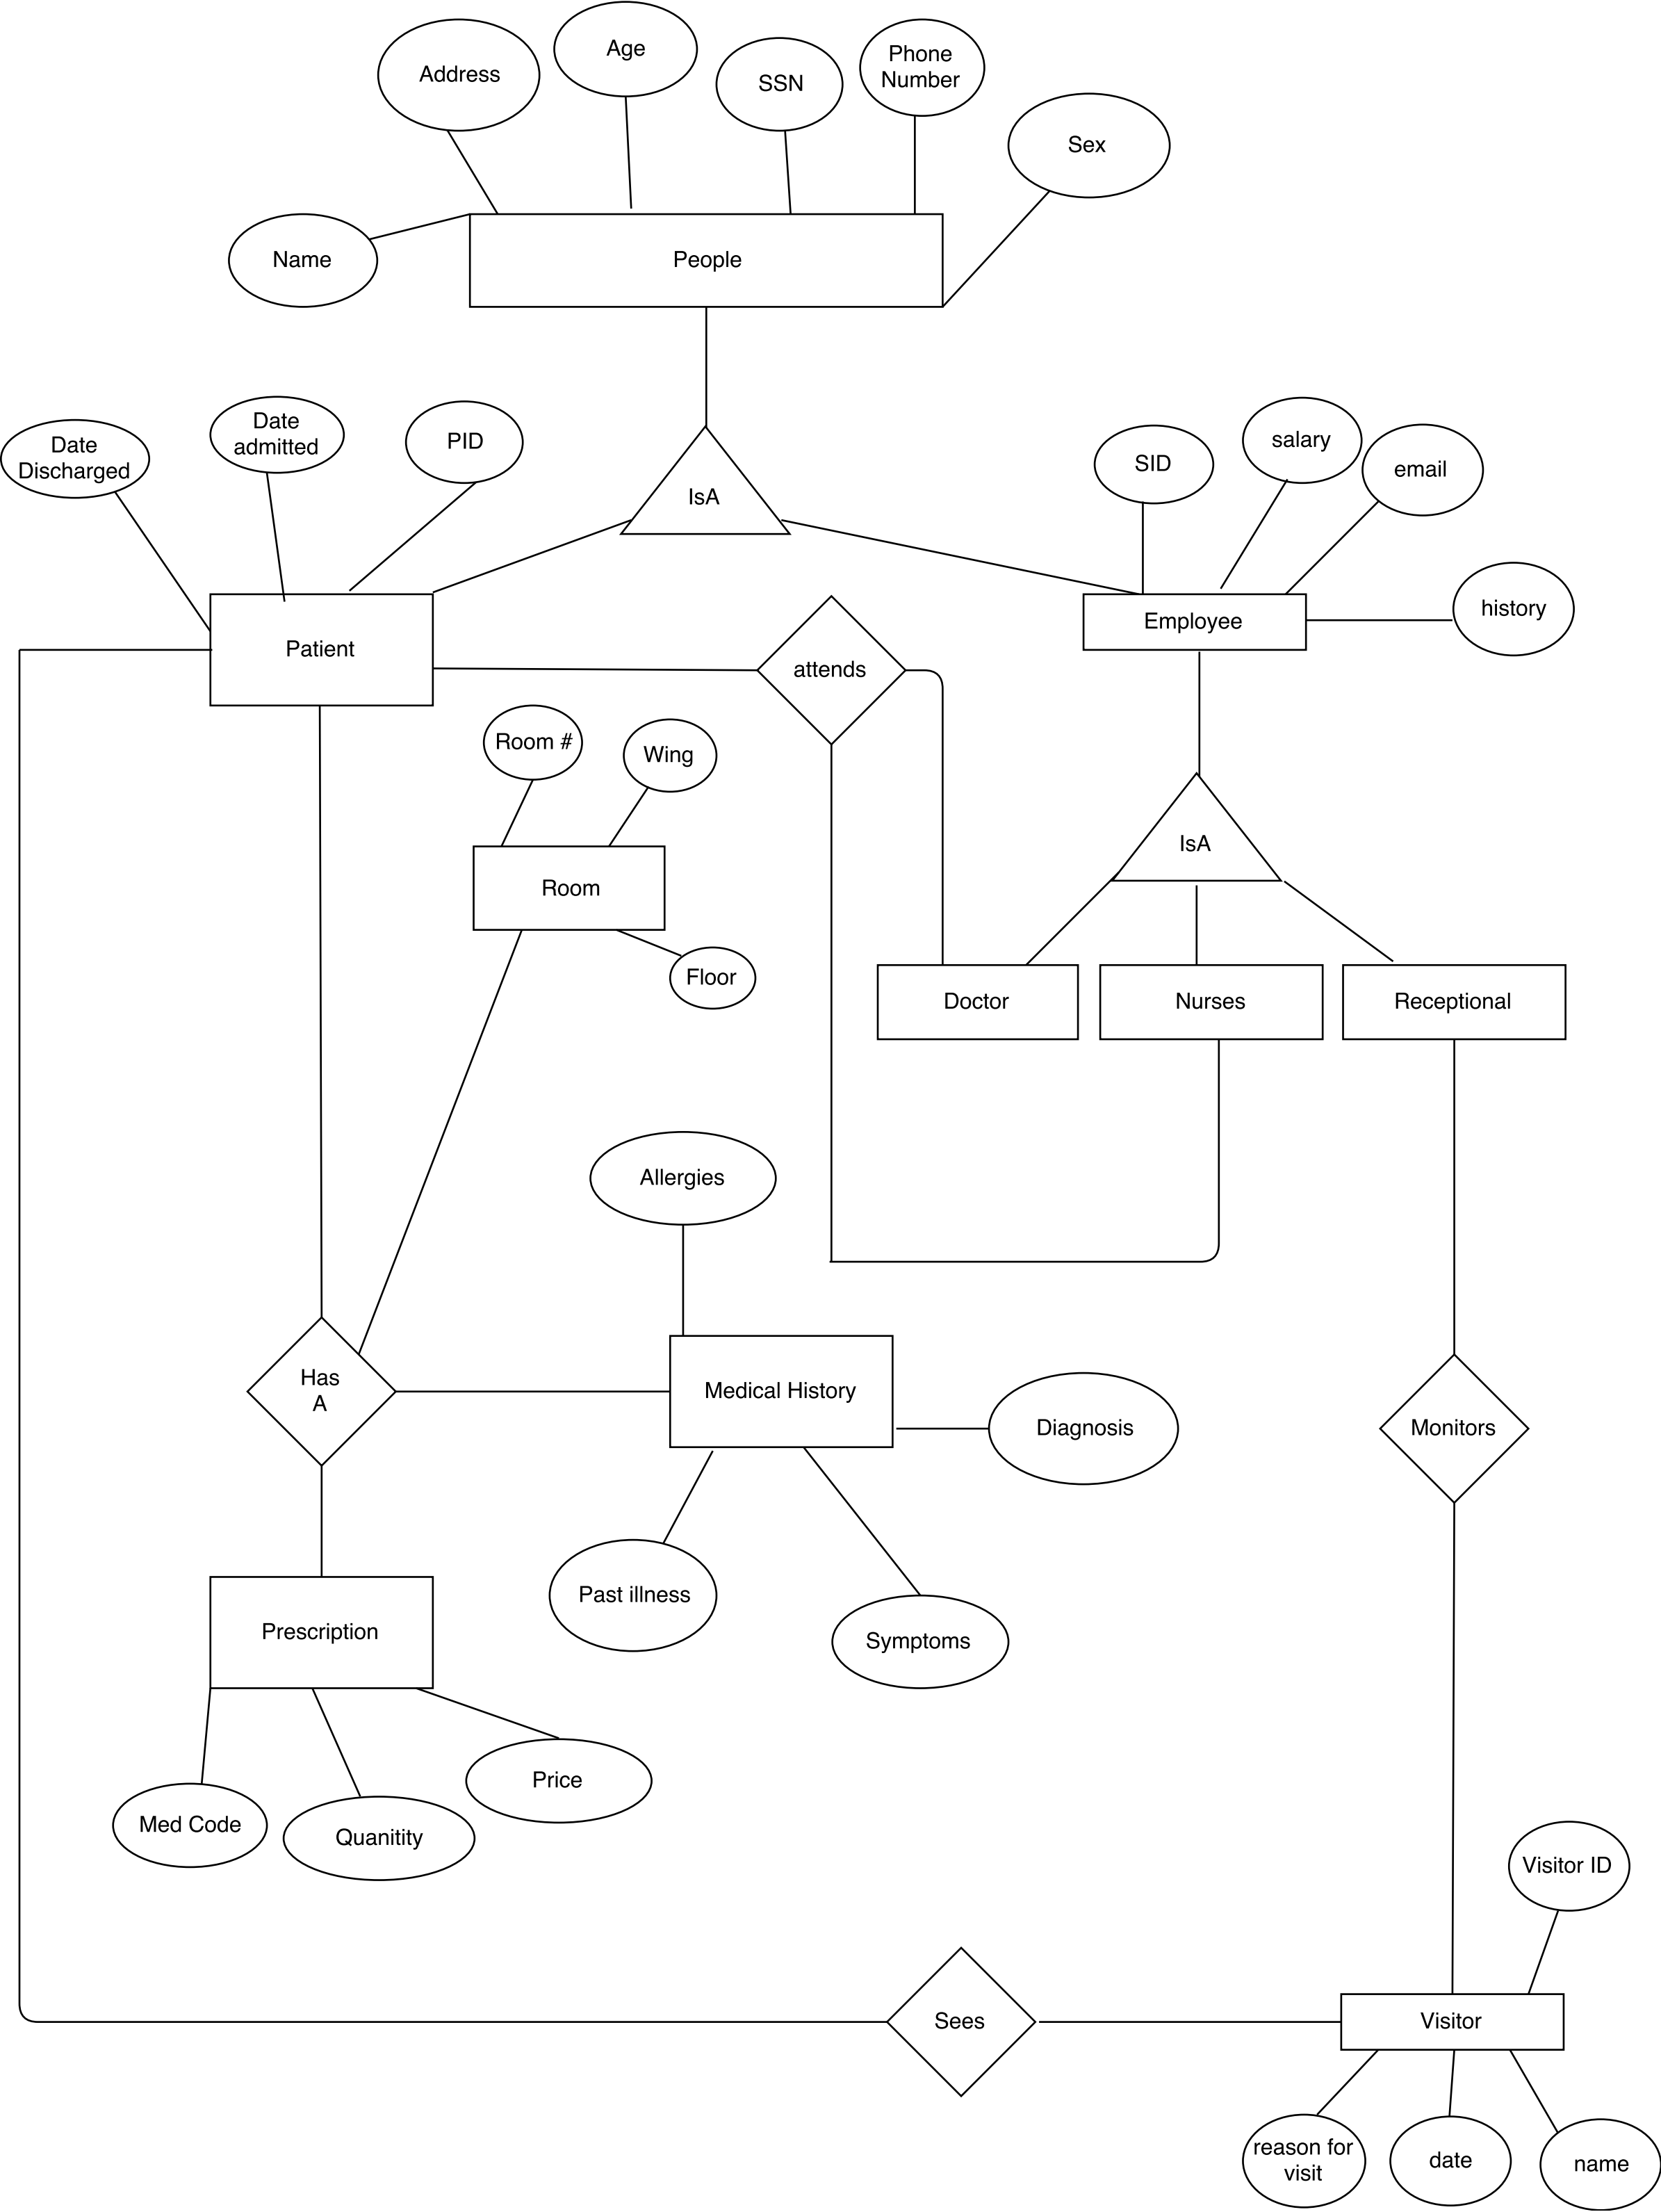 Age
Phone
Number
Address
SSN
Sex
Name
People
Date
admitted
Date
Discharged
PID
SID
salary
email
IsA
history
Employee
Patient
attends
Room #
Wing
IsA
Room
Floor
Doctor
Nurses
Receptional
Allergies
Has
A
Medical History
Diagnosis
Monitors
Past illness
Prescription
Symptoms
Price
Med Code
Quanitity
Visitor ID
Sees
Visitor
reason for
visit
date
name